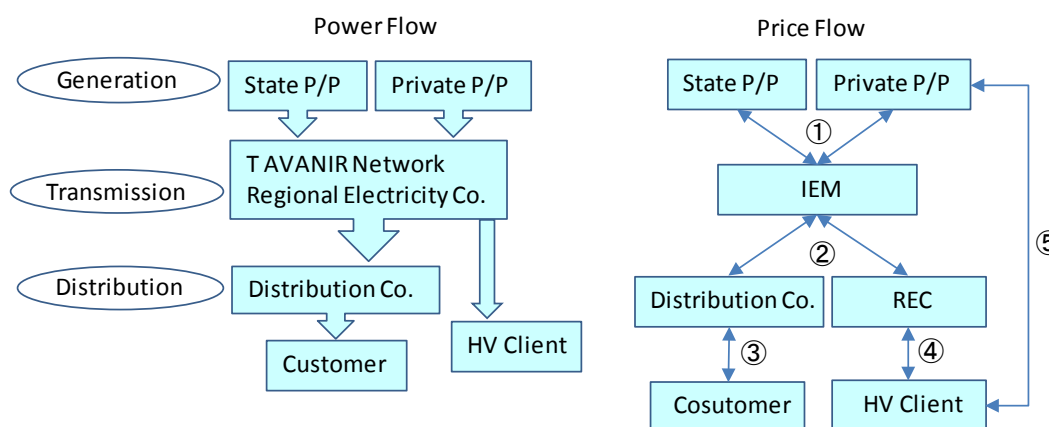 Power Flow
Generation
State P/P
Private P/P
Transmission
T AVANIR Network
Regional Electricity Co.
Distribution
Distribution Co.
Customer
HV Client
Price Flow
State P/P
Private P/P
①
IEM
②
⑤
Distribution Co.
REC
③
④
Cosutomer
HV Client